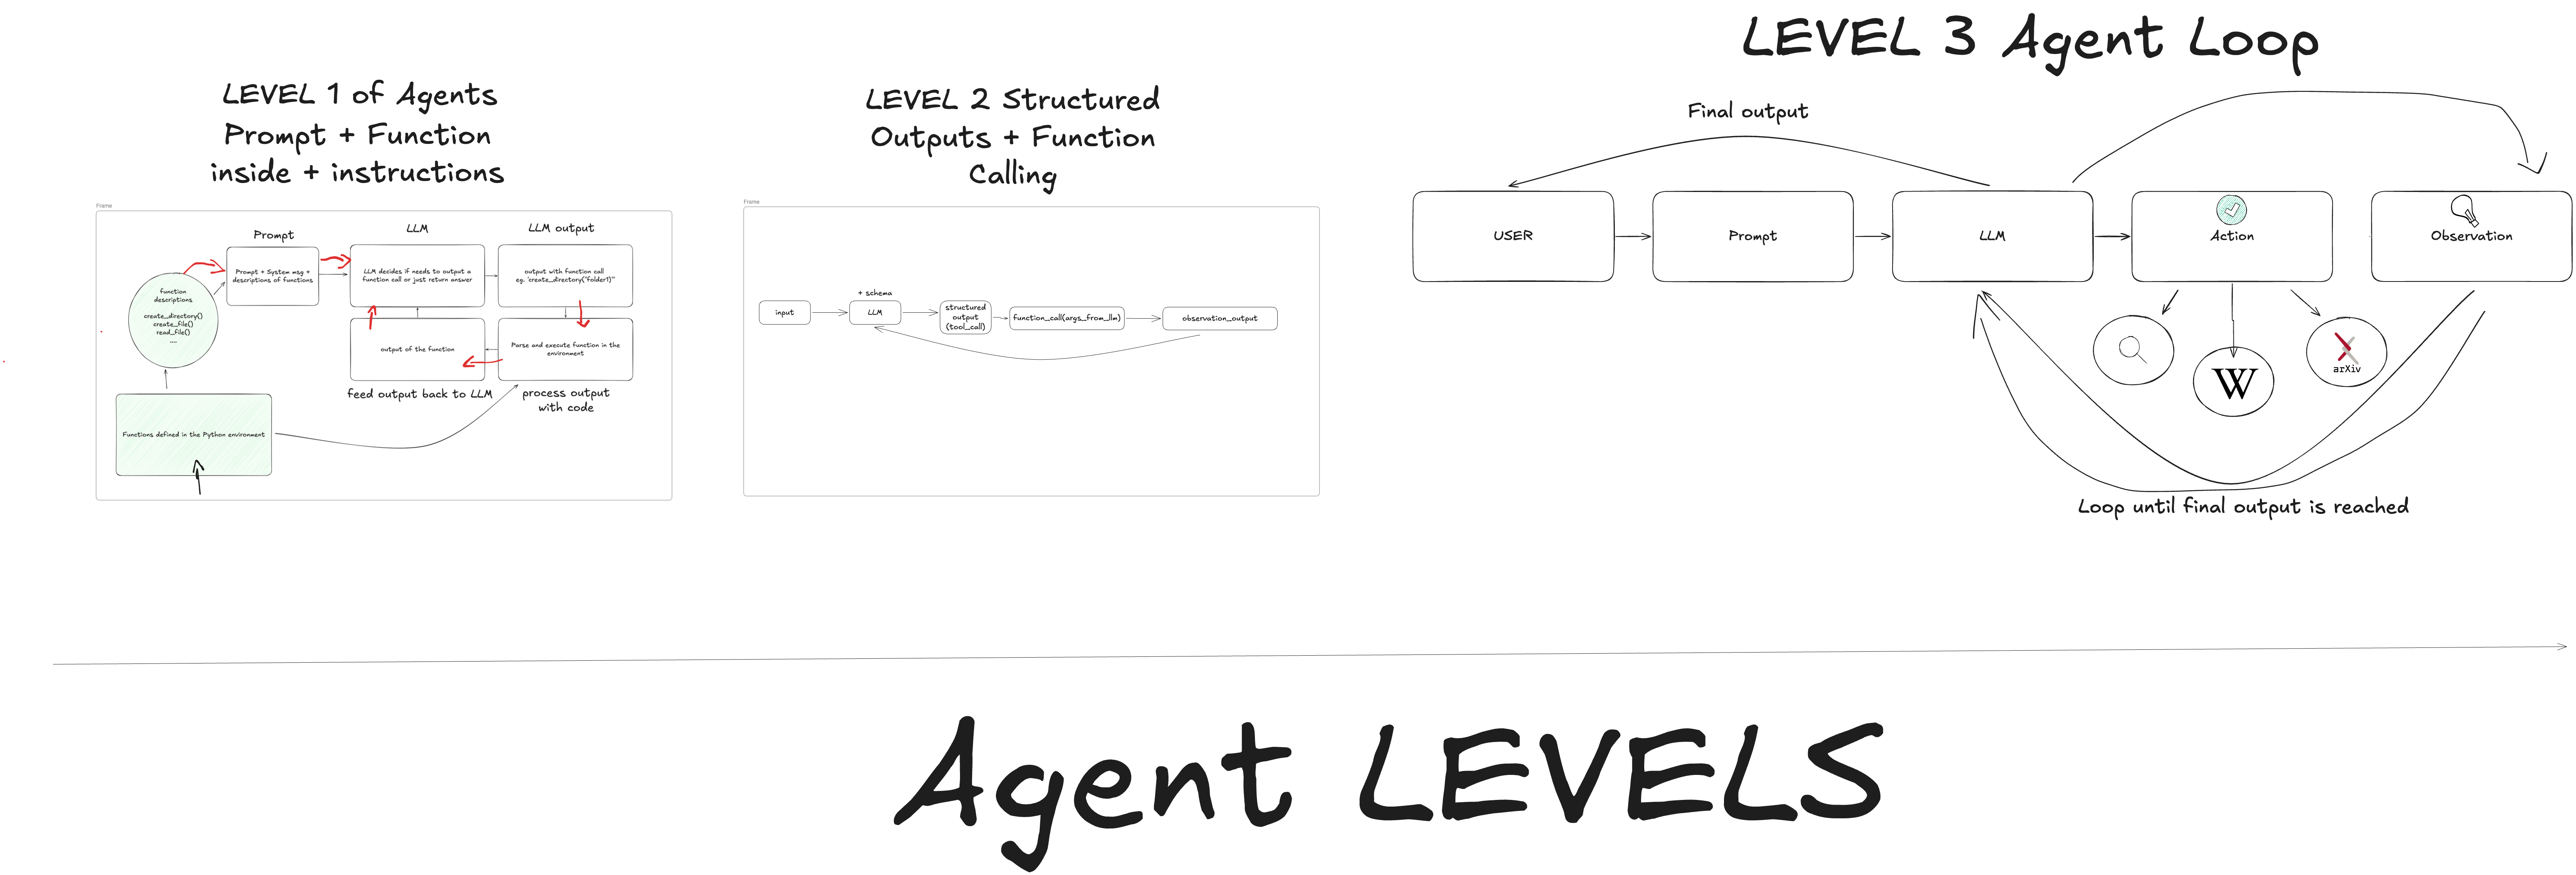 LEVEL 1 of Agents
Prompt + Function
inside + instructions
Frame
Prompt
LLM
LLM output
Prompt + System msg +
descriptions of functions
LLM decides if needs to output a
function call or just return answer
output with function call
eg. 'create_directory("folder1)"'
function
descriptions
create_directory()
create_file()
read_file()
....
output of the function
Parse and execute function in the
environment
feed output back to LLM
process output
with code
Functions defined in the Python environment
LEVEL 2 Structured
Outputs + Function
Calling
Frame
+ schema
input
LLM
structured
output
(tool_call)
function_call(args_from_llm)
observation_output
LEVEL 3 Agent Loop
Final output
USER
Prompt
LLM
Action
Observation
W
arXiv
Loop until final output is reached
Agent LEVELS